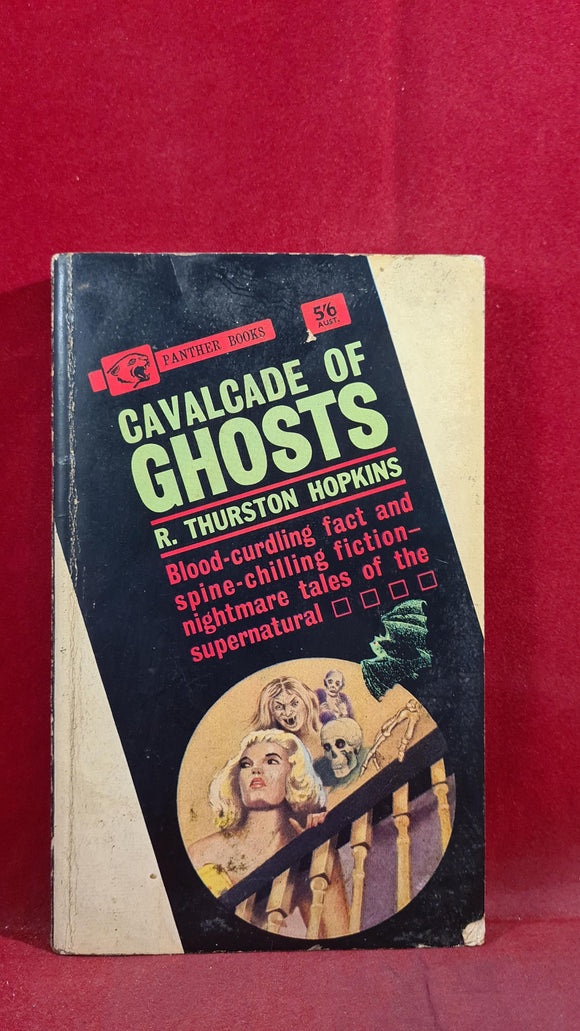 PANTHER BOOKS
5'6
AUST.
CAVALCADE OF
GHOSTS
R. THURSTON HOPKINS
Blood-curdling fact and
spine-chilling fiction—
nightmare tales of the
supernatural